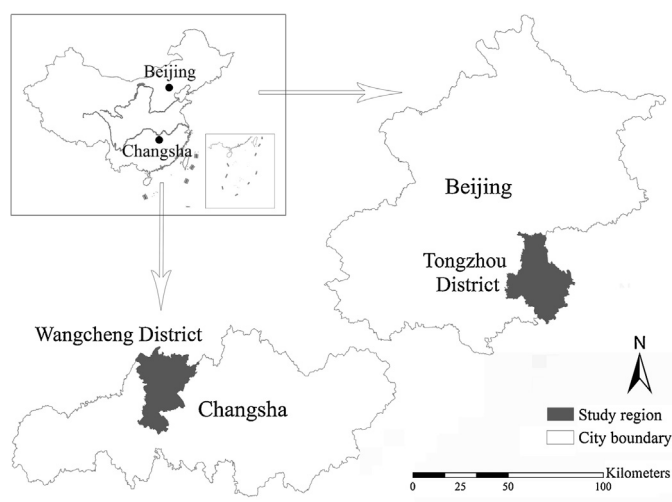 Beijing
Changsha
Beijing
Tongzhou
District
Wangcheng District
Changsha
N
Study region
City boundary
Kilometers
0 25 50 100